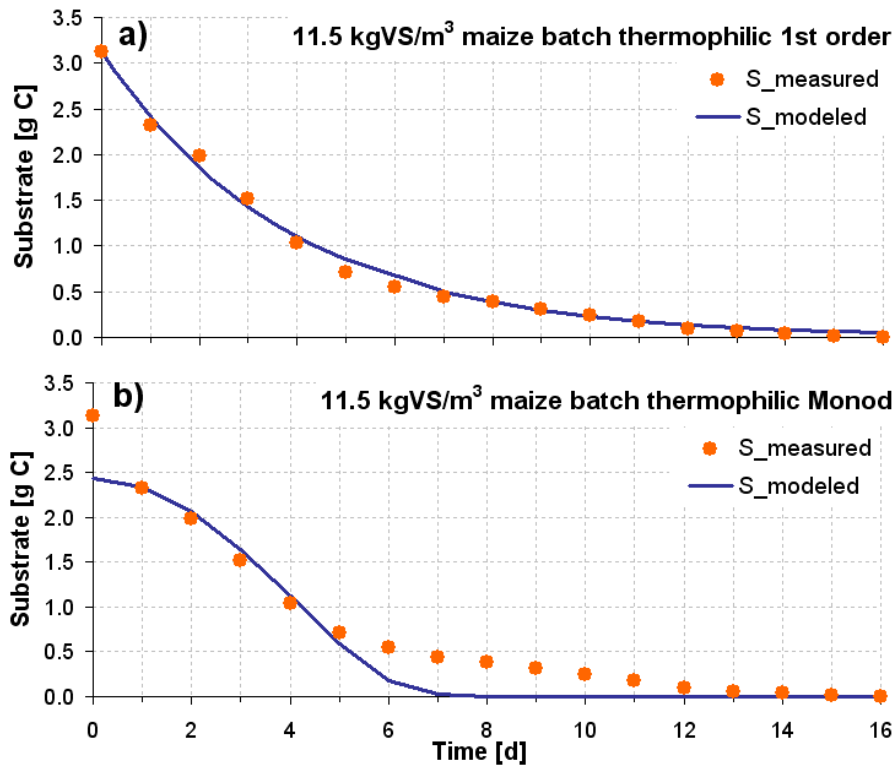 a)
11.5 kgVS/m³ maize batch thermophilic 1st order
S_measured
S_modeled
Substrate [g C]
3.5
3.0
2.5
2.0
1.5
1.0
0.5
0.0
b)
11.5 kgVS/m³ maize batch thermophilic Monod
S_measured
S_modeled
Substrate [g C]
3.5
3.0
2.5
2.0
1.5
1.0
0.5
0.0
0 2 4 6 8 10 12 14 16
Time [d]